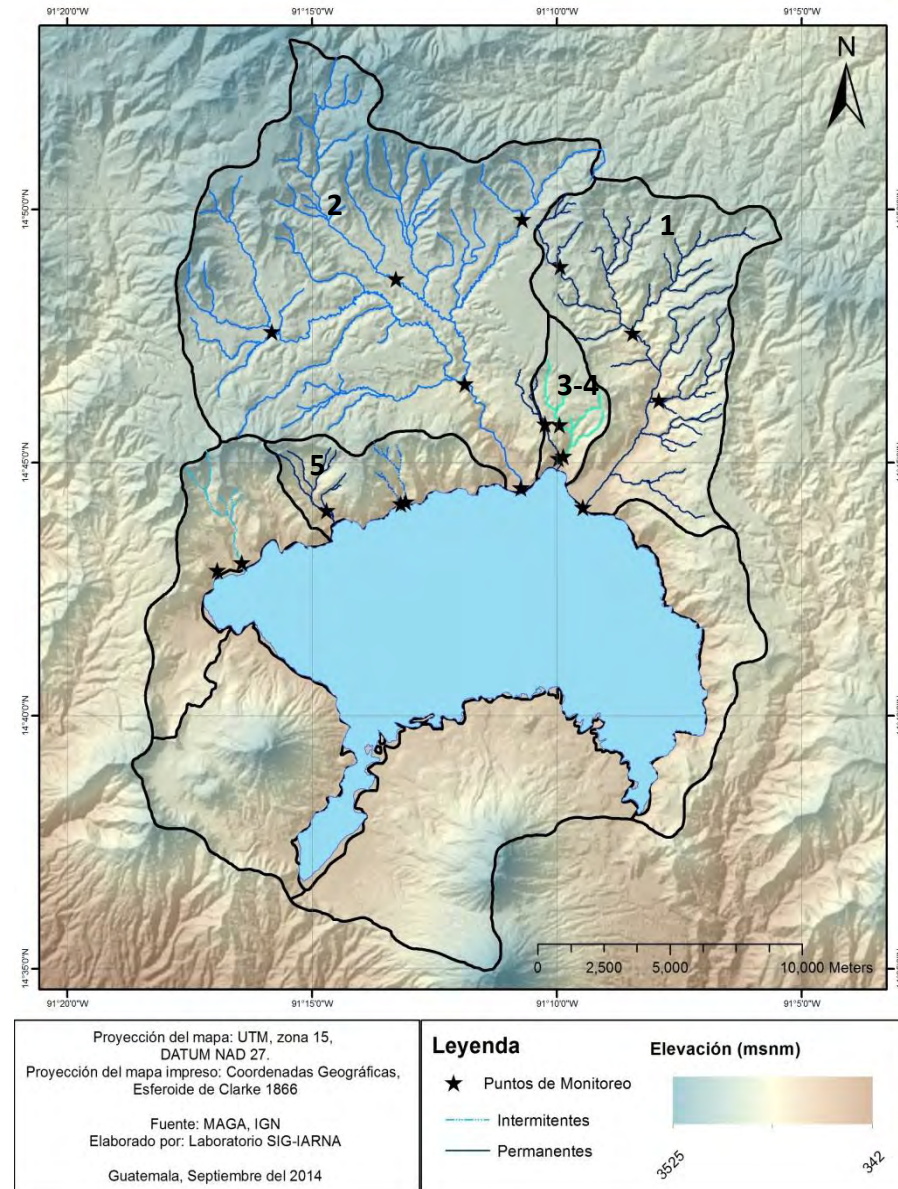 91°20'0"W 91°15'0"W 91°10'0"W 91°5'0"W
N
14°50'0"N
2
1
3-4
14°45'0"N
5
14°40'0"N
14°35'0"N
0 2,500 5,000 10,000 Meters
91°20'0"W 91°15'0"W 91°10'0"W 91°5'0"W
Proyección del mapa: UTM, zona 15,
DATUM NAD 27.
Proyección del mapa impreso: Coordenadas Geográficas,
Esferoide de Clarke 1866
Fuente: MAGA, IGN
Elaborado por: Laboratorio SIG-IARNA
Guatemala, Septiembre del 2014
Leyenda
Puntos de Monitoreo
Intermitentes
Permanentes
Elevación (msnm)
3525 342